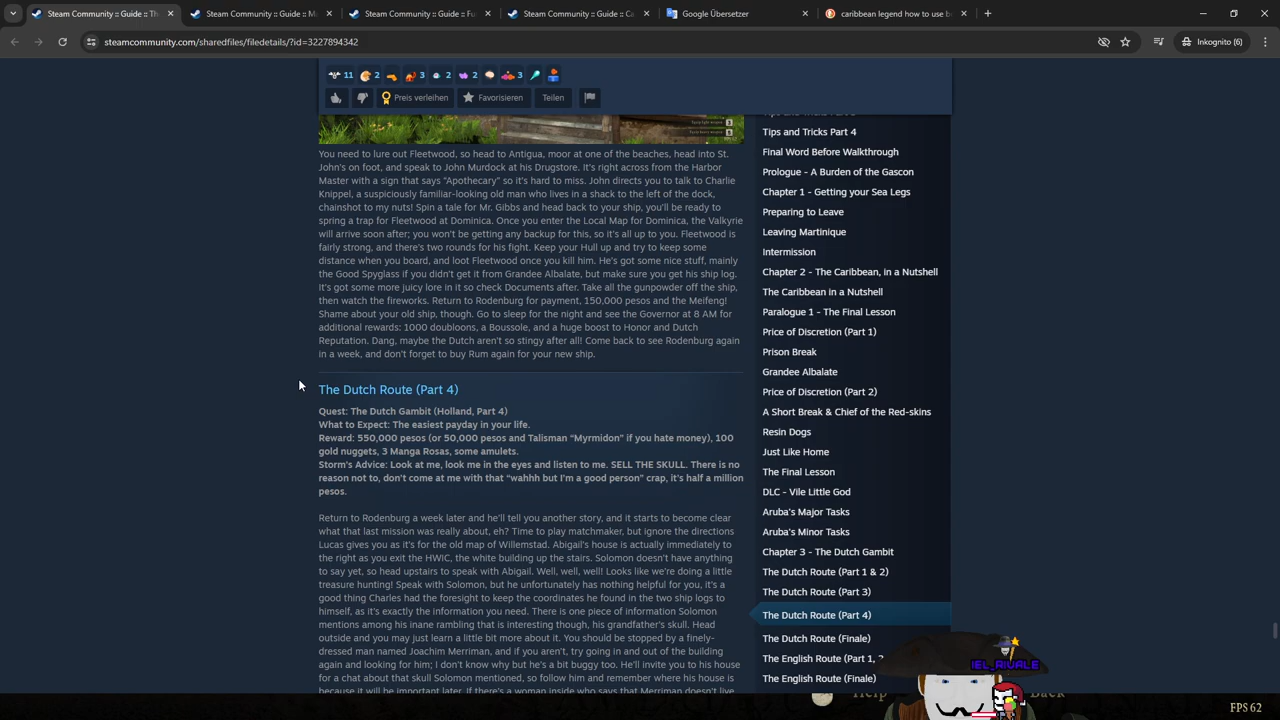 Steam Community :: Guide :: Th
Steam Community :: Guide :: M
Steam Community :: Guide :: Fu
Steam Community :: Guide :: Ca
Google Übersetzer
caribbean legend how to use b
steamcommunity.com/sharedfiles/filedetails/?id=3227894342
Inkognito (6)
11 2 3 2 2 3
Preis verleihen
Favorisieren
Teilen
You need to lure out Fleetwood, so head to Antigua, moor at one of the beaches, head into St.
John's on foot, and speak to John Murdock at his Drugstore. It's right across from the Harbor
Master with a sign that says "Apothecary" so it's hard to miss. John directs you to talk to Charlie
Knippel, a suspiciously familiar-looking old man who lives in a shack to the left of the dock,
chainshot to my nuts! Spin a tale for Mr. Gibbs and head back to your ship, you'll be ready to
spring a trap for Fleetwood at Dominica. Once you enter the Local Map for Dominica, the Valkyrie
will arrive soon after; you won't be getting any backup for this, so it's all up to you. Fleetwood is
fairly strong, and there's two rounds for his fight. Keep your Hull up and try to keep some
distance when you board, and loot Fleetwood once you kill him. He's got some nice stuff, mainly
the Good Spyglass if you didn't get it from Grandee Albalate, but make sure you get his ship log.
It's got some more juicy lore in it so check Documents after. Take all the gunpowder off the ship,
then watch the fireworks. Return to Rodenburg for payment, 150,000 pesos and the Meifeng!
Shame about your old ship, though. Go to sleep for the night and see the Governor at 8 AM for
additional rewards: 1000 doubloons, a Boussole, and a huge boost to Honor and Dutch
Reputation. Dang, maybe the Dutch aren't so stingy after all! Come back to see Rodenburg again
in a week, and don't forget to buy Rum again for your new ship.
The Dutch Route (Part 4)
Quest: The Dutch Gambit (Holland, Part 4)
What to Expect: The easiest payday in your life.
Reward: 550,000 pesos (or 50,000 pesos and Talisman "Myrmidon" if you hate money), 100
gold nuggets, 3 Manga Rosas, some amulets.
Storm's Advice: Look at me, look me in the eyes and listen to me. SELL THE SKULL. There is no
reason not to, don't come at me with that "wahhh but I'm a good person" crap, it's half a million
pesos.
Return to Rodenburg a week later and he'll tell you another story, and it starts to become clear
what that last mission was really about, eh? Time to play matchmaker, but ignore the directions
Lucas gives you as it's for the old map of Willemstad. Abigail's house is actually immediately to
the right as you exit the HWIC, the white building up the stairs. Solomon doesn't have anything
to say yet, so head upstairs to speak with Abigail. Well, well, well! Looks like we're doing a little
treasure hunting! Speak with Solomon, but he unfortunately has nothing helpful for you, it's a
good thing Charles had the foresight to keep the coordinates he found in the two ship logs to
himself, as it's exactly the information you need. There is one piece of information Solomon
mentions among his inane rambling that is interesting though, his grandfather's skull. Head
outside and you may just learn a little bit more about it. You should be stopped by a finely-
dressed man named Joachim Merriman, and if you aren't, try going in and out of the building
again and looking for him; I don't know why but he's a bit buggy too. He'll invite you to his house
for a chat about that skull Solomon mentioned, so follow him and remember where his house is
because it will be important later. If there's a woman inside who says that Merriman doesn't live
Tips and Tricks Part 4
Final Word Before Walkthrough
Prologue - A Burden of the Gascon
Chapter 1 - Getting your Sea Legs
Preparing to Leave
Leaving Martinique
Intermission
Chapter 2 - The Caribbean, in a Nutshell
The Caribbean in a Nutshell
Paralogue 1 - The Final Lesson
Price of Discretion (Part 1)
Prison Break
Grandee Albalate
Price of Discretion (Part 2)
A Short Break & Chief of the Red-skins
Resin Dogs
Just Like Home
The Final Lesson
DLC - Vile Little God
Aruba's Major Tasks
Aruba's Minor Tasks
Chapter 3 - The Dutch Gambit
The Dutch Route (Part 1 & 2)
The Dutch Route (Part 3)
The Dutch Route (Part 4)
The Dutch Route (Finale)
The English Route (Part 1, 2
The English Route (Finale)
IEL_RIVALE
Help
Back
FPS 62